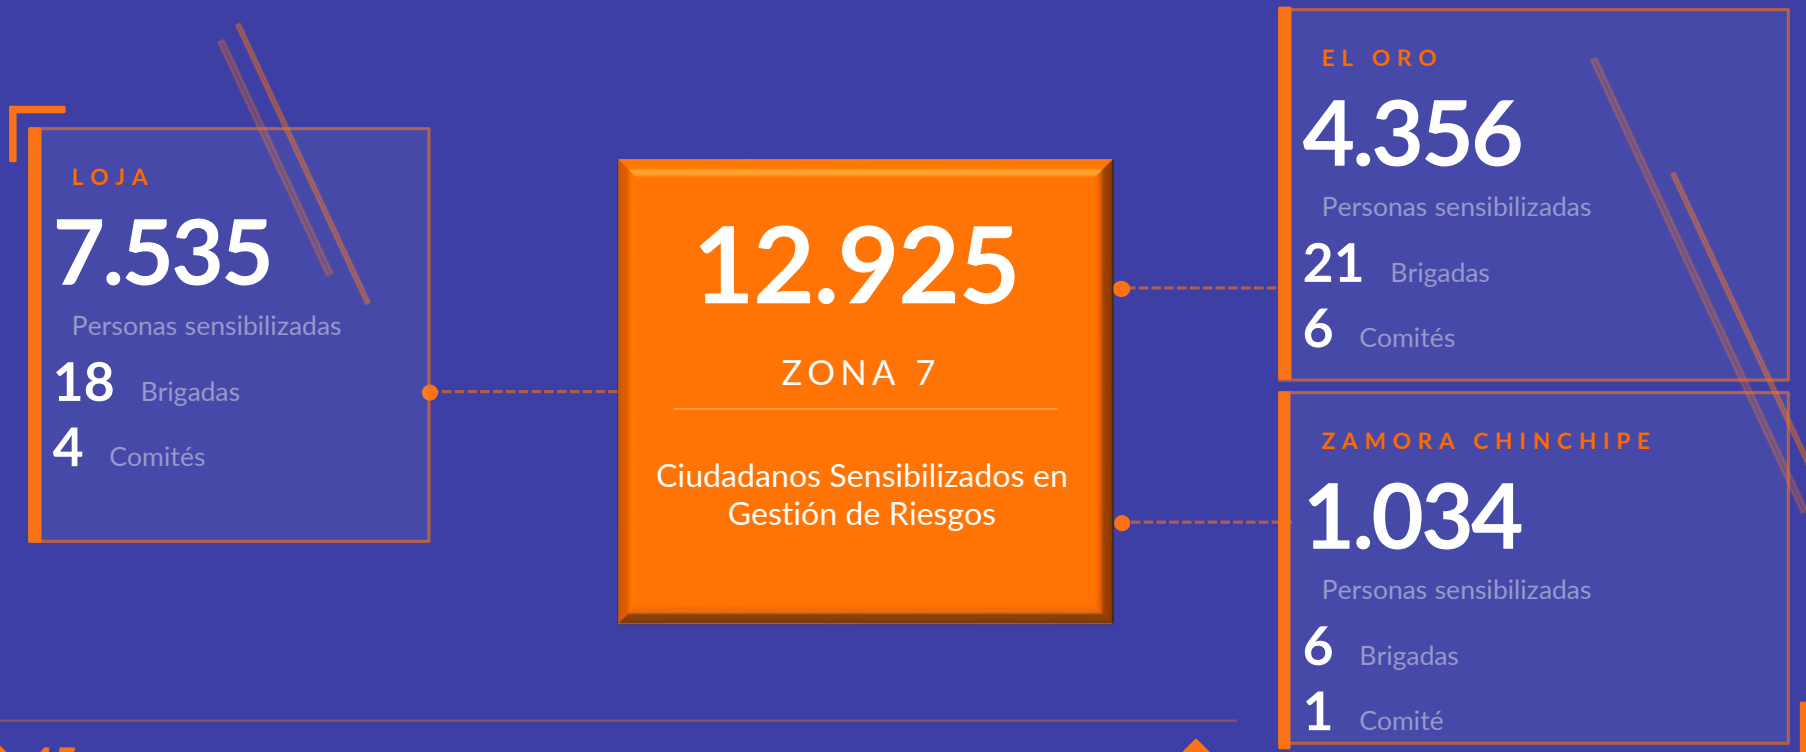 LOJA
7.535
Personas sensibilizadas
18 Brigadas
4 Comités
12.925
ZONA 7
Ciudadanos Sensibilizados en
Gestión de Riesgos
EL ORO
4.356
Personas sensibilizadas
21 Brigadas
6 Comités
ZAMORA CHINCHIPE
1.034
Personas sensibilizadas
6 Brigadas
1 Comité